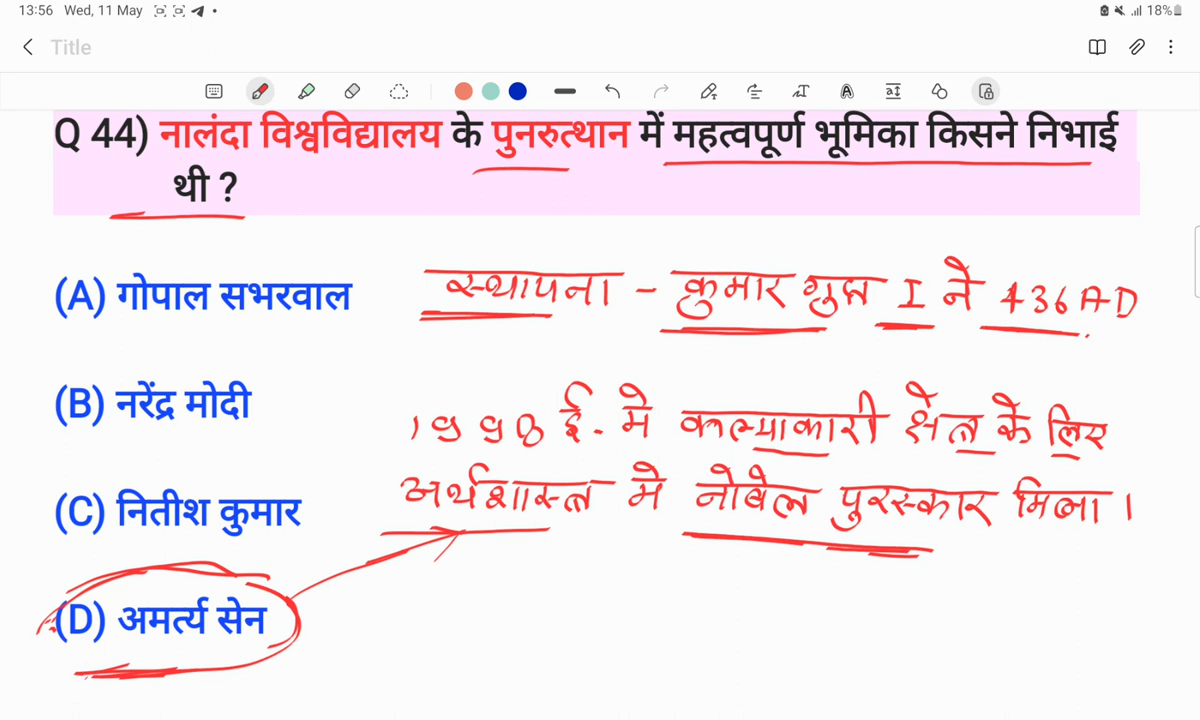 13:56 Wed, 11 May 18%
Title
Q 44) नालंदा विश्वविद्यालय के पुनरुत्थान में महत्वपूर्ण भूमिका किसने निभाई
थी ?
(A) गोपाल सभरवाल
स्थापना - कुमार गुप्त I ने 436 AD
(B) नरेंद्र मोदी
1998 ई. मे कल्याकारी क्षेत्र के लिए
(C) नितीश कुमार
अर्थशास्त्र मे नोबेल पुरस्कार मिला ।
(D) अमर्त्य सेन